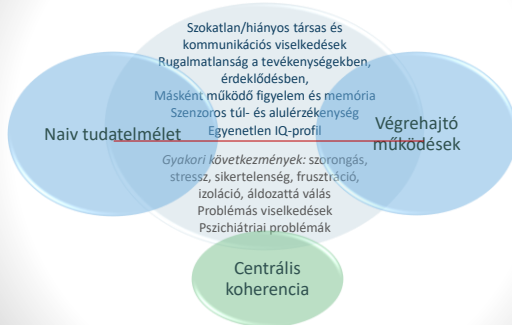 Szokatlan/hiányos társas és
kommunikációs viselkedések
Rugalmatlanság a tevékenységekben,
érdeklődésben,
Másként működő figyelem és memória
Szenzoros túl- és alulérzékenység
Egyenetlen IQ-profil
Naiv tudatelmélet
Végrehajtó
működések
Gyakori következmények: szorongás,
stressz, sikertelenség, frusztráció,
izoláció, áldozattá válás
Problémás viselkedések
Pszichiátriai problémák
Centrális
koherencia